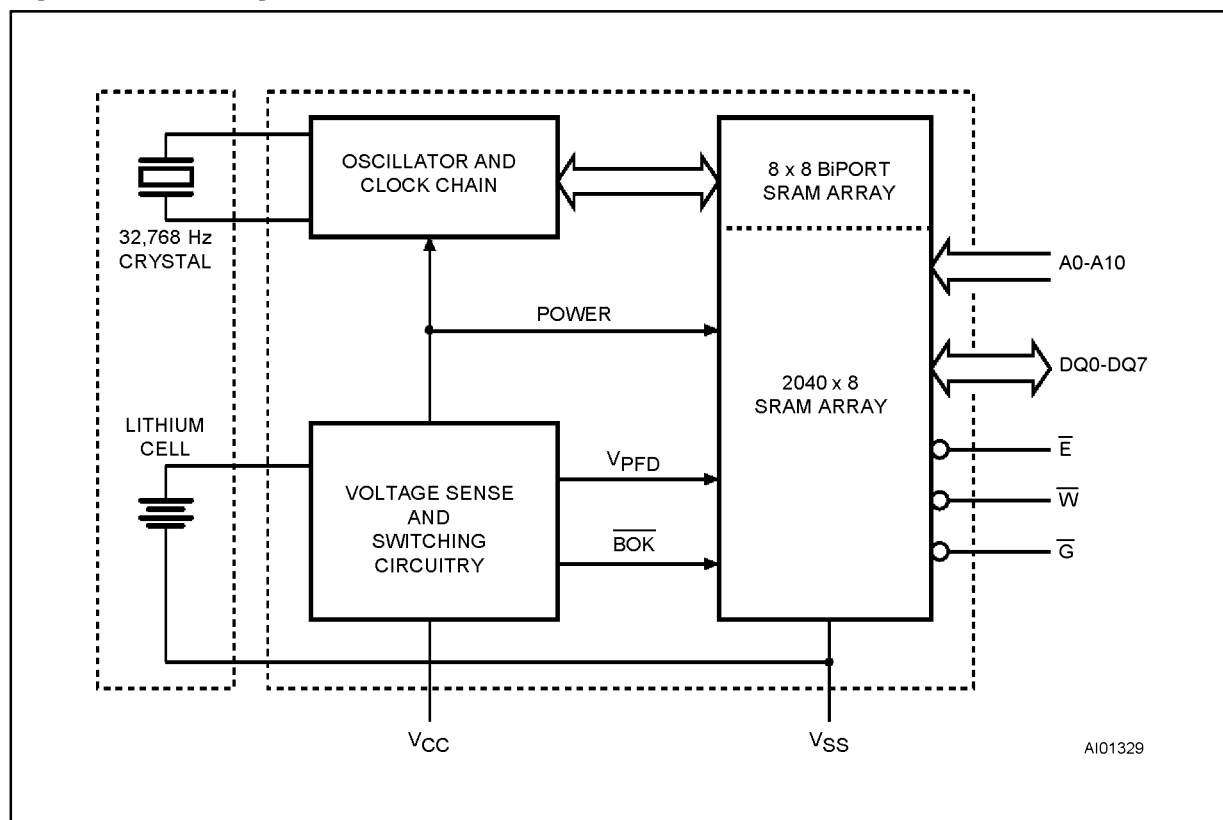 OSCILLATOR AND
CLOCK CHAIN
8 x 8 BiPORT
SRAM ARRAY
32,768 Hz
CRYSTAL
A0-A10
POWER
DQ0-DQ7
2040 x 8
SRAM ARRAY
LITHIUM
CELL
VPFD
E̅
VOLTAGE SENSE
AND
SWITCHING
CIRCUITRY
W̅
B̅O̅K̅
G̅
VCC
VSS
AI01329